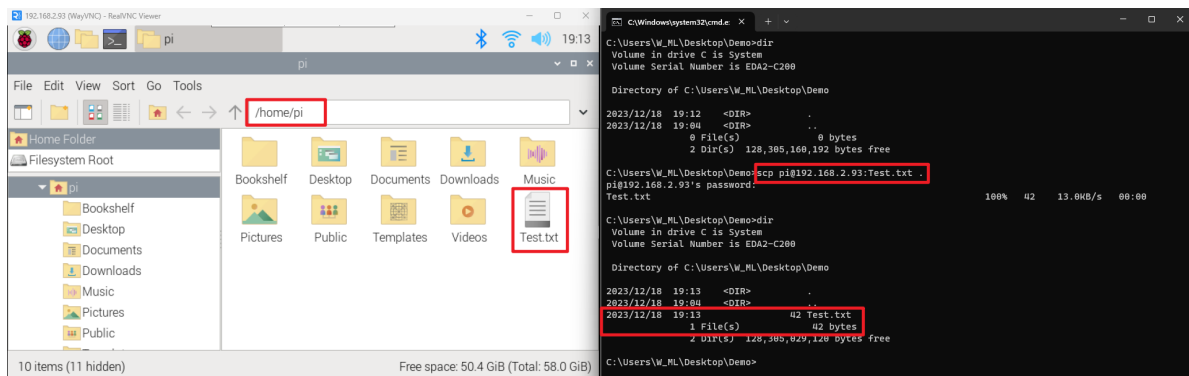 192.168.2.93 (WayVNC) - RealVNC Viewer
pi
19:13
pi
File Edit View Sort Go Tools
/home/pi
Home Folder
Filesystem Root
pi
Bookshelf
Desktop
Documents
Downloads
Music
Pictures
Public
Bookshelf Desktop Documents Downloads Music
Pictures Public Templates Videos Test.txt
10 items (11 hidden) Free space: 50.4 GiB (Total: 58.0 GiB)
C:\Windows\system32\cmd.e:
C:\Users\W_ML\Desktop\Demo>dir
Volume in drive C is System
Volume Serial Number is EDA2-C200
Directory of C:\Users\W_ML\Desktop\Demo
2023/12/18 19:12 <DIR> .
2023/12/18 19:04 <DIR> ..
0 File(s) 0 bytes
2 Dir(s) 128,305,160,192 bytes free
C:\Users\W_ML\Desktop\Demo>scp pi@192.168.2.93:Test.txt .
pi@192.168.2.93's password:
Test.txt 100% 42 13.0KB/s 00:00
C:\Users\W_ML\Desktop\Demo>dir
Volume in drive C is System
Volume Serial Number is EDA2-C200
Directory of C:\Users\W_ML\Desktop\Demo
2023/12/18 19:13 <DIR> .
2023/12/18 19:04 <DIR> ..
2023/12/18 19:13 42 Test.txt
1 File(s) 42 bytes
2 Dir(s) 128,305,029,120 bytes free
C:\Users\W_ML\Desktop\Demo>